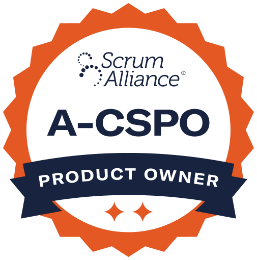 Scrum
Alliance®
A-CSPO
PRODUCT OWNER